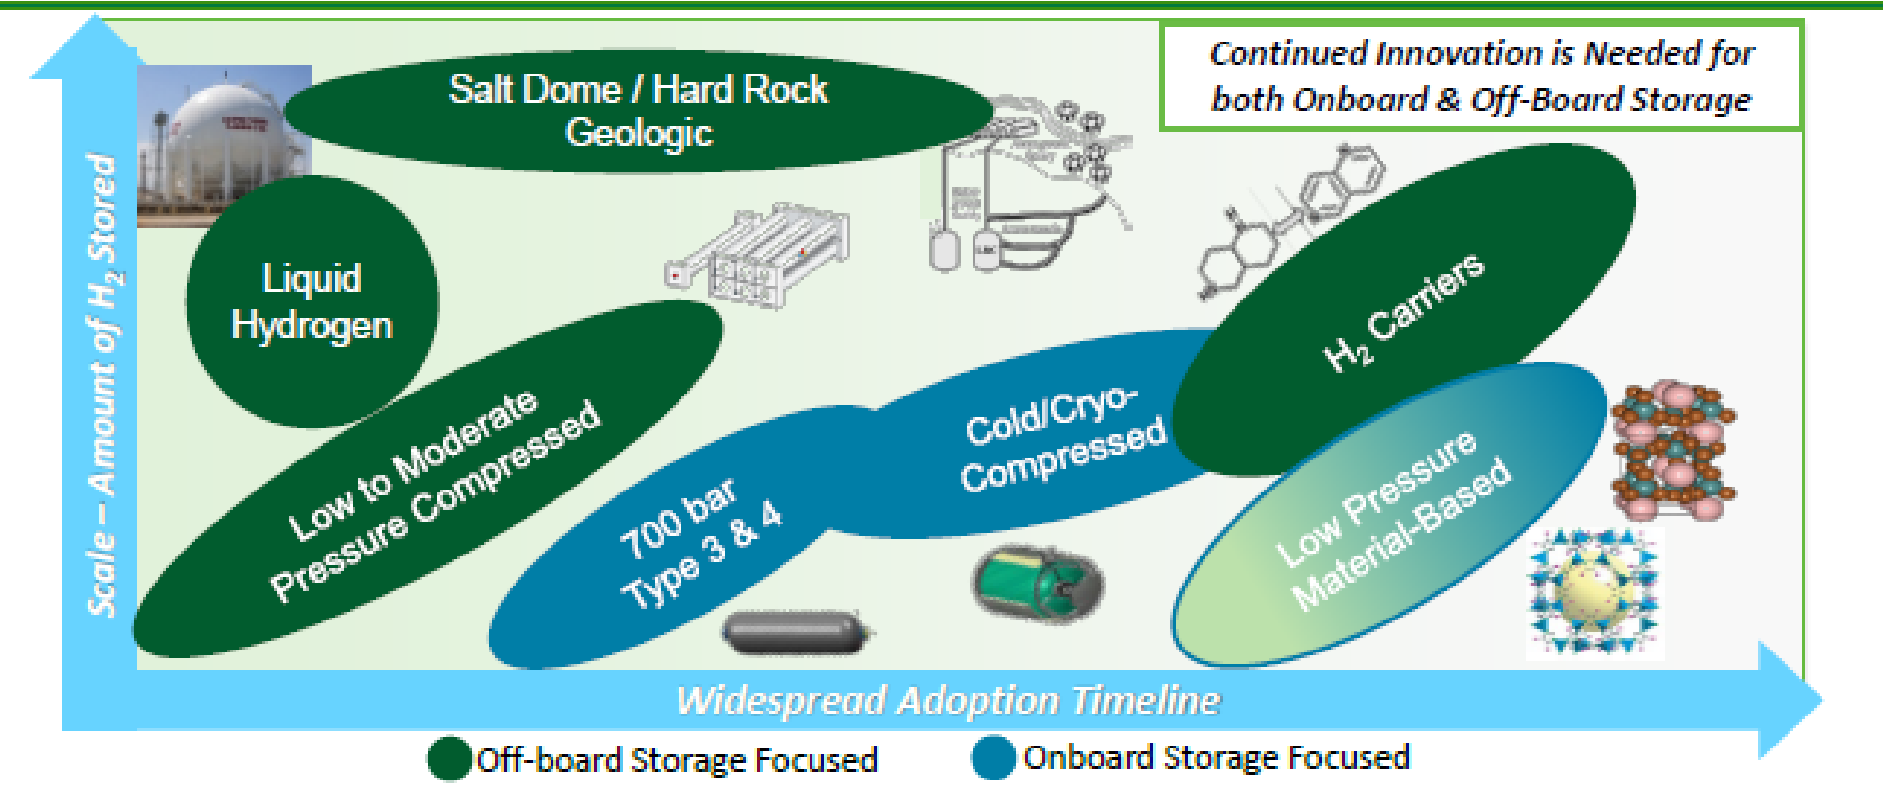 Continued Innovation is Needed for
both Onboard & Off-Board Storage
Salt Dome / Hard Rock
Geologic
Liquid
Hydrogen
Low to Moderate
Pressure Compressed
700 bar
Type 3 & 4
Cold/Cryo-
Compressed
H₂ Carriers
Low Pressure
Material-Based
Scale – Amount of H₂ Stored
Widespread Adoption Timeline
Off-board Storage Focused
Onboard Storage Focused